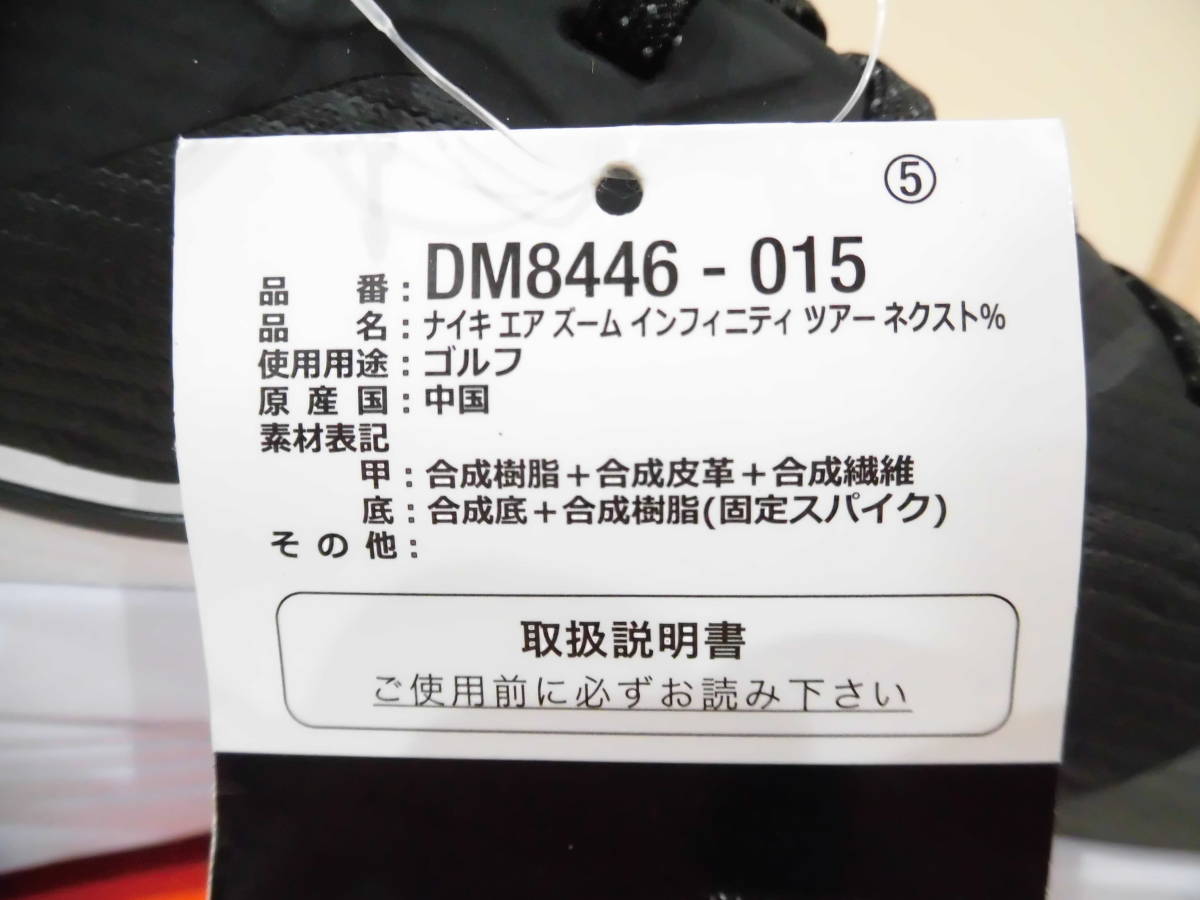 ⑤
品番:DM8446-015
品名:ナイキ エア ズーム インフィニティ ツアー ネクスト%
使用用途:ゴルフ
原産国:中国
素材表記
甲:合成樹脂+合成皮革+合成繊維
底:合成底+合成樹脂(固定スパイク)
その他:
取扱説明書
ご使用前に必ずお読み下さい